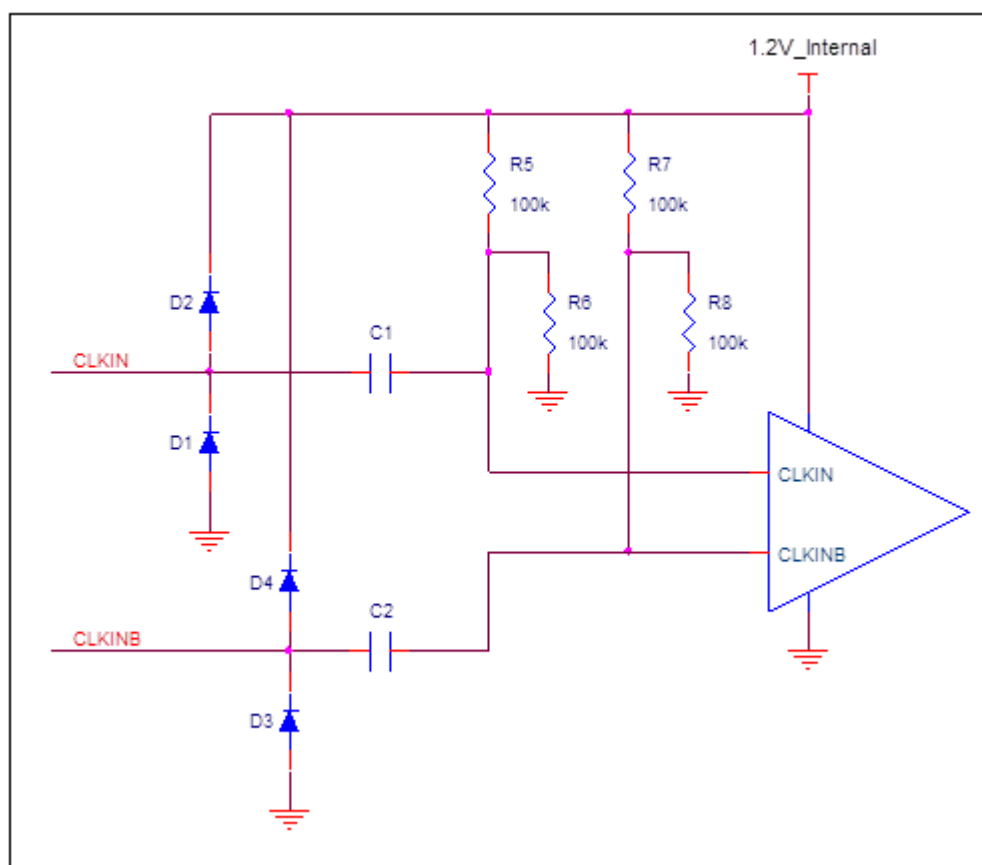 1.2V_Internal
R5
100k
R7
100k
D2
R6
100k
R8
100k
C1
CLKIN
D1
CLKIN
CLKINB
D4
C2
CLKINB
D3